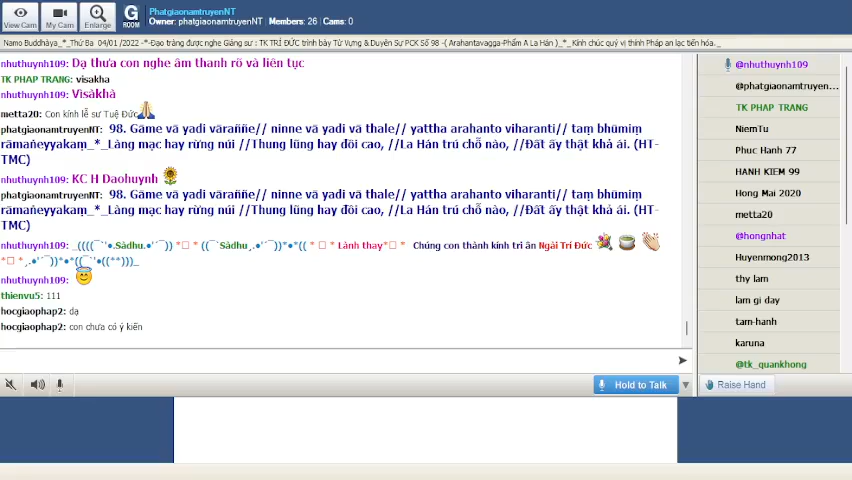 View Cam
My Cam
Enlarge
G
ROOM
PhatgiaonamtruyenNT
Owner: phatgiaonamtruyenNT | Members: 26 | Cams: 0
Namo Buddhàya_*_Thứ Ba 04/01 /2022 -*-Đạo tràng được nghe Giảng sư : TK TRÍ ĐỨC trình bày Từ Vựng & Duyên Sự PCK Số 98 -( Arahantavagga-Phẩm A La Hán )_*_ Kính chúc quý vị thính Pháp an lạc tiến hóa._
nhuthuynh109: Dạ thưa con nghe âm thanh rõ và liên tục
TK PHAP TRANG: visakha
nhuthuynh109: Visàkhà
metta20: Con kính lễ sư Tuệ Đức
phatgiaonamtruyenNT: 98. Gāme vā yadi vāraññe// ninne vā yadi vā thale// yattha arahanto viharanti// taṃ bhūmiṃ
rāmaṅeyyakaṃ_*_Làng mạc hay rừng núi //Thung lũng hay đồi cao, //La Hán trú chỗ nào, //Đất ấy thật khả ái. (HT-
TMC)
nhuthuynh109: KC H Daohuynh
phatgiaonamtruyenNT: 98. Gāme vā yadi vāraññe// ninne vā yadi vā thale// yattha arahanto viharanti// taṃ bhūmiṃ
rāmaṅeyyakaṃ_*_Làng mạc hay rừng núi //Thung lũng hay đồi cao, //La Hán trú chỗ nào, //Đất ấy thật khả ái. (HT-
TMC)
nhuthuynh109: _((((¯`'•.Sàdhu.•'´¯)) *□ * ((¯`Sàdhu¸.•'´¯))*•*(( * □ * Lành thay*□ * Chúng con thành kính tri ân Ngài Trí Đức
*□ *¸.•'´¯))*•*((¯`•((**)))_
nhuthuynh109:
thienvu5: 111
hocgiaophap2: dạ
hocgiaophap2: con chưa có ý kiến
Hold to Talk
@nhuthuynh109
@phatgiaonamtruyen...
TK PHAP TRANG
NiemTu
Phuc Hanh 77
HANH KIEM 99
Hong Mai 2020
metta20
@hongnhat
Huyenmong2013
thy lam
lam gi day
tam-hanh
karuna
@tk_quankhong
Raise Hand